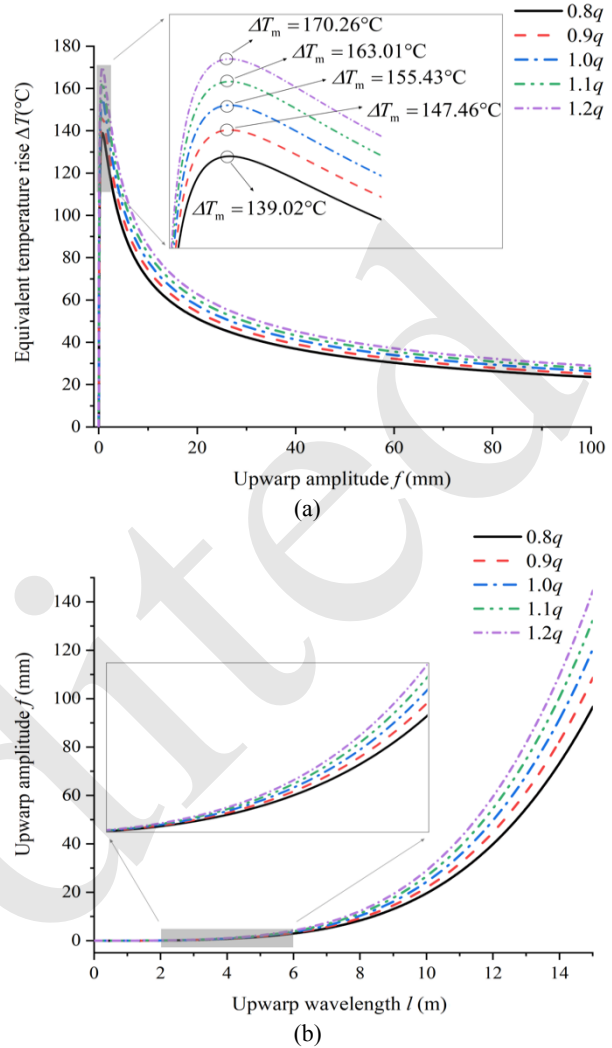 0.8q
0.9q
1.0q
1.1q
1.2q
ΔTm = 170.26°C
ΔTm = 163.01°C
ΔTm = 155.43°C
ΔTm = 147.46°C
ΔTm = 139.02°C
Equivalent temperature rise ΔT(°C)
180
160
140
120
100
80
60
40
20
0
0 20 40 60 80 100
Upwarp amplitude f (mm)
(a)
0.8q
0.9q
1.0q
1.1q
1.2q
Upwarp amplitude f (mm)
140
120
100
80
60
40
20
0
0 2 4 6 8 10 12 14
Upwarp wavelength l (m)
(b)
dited